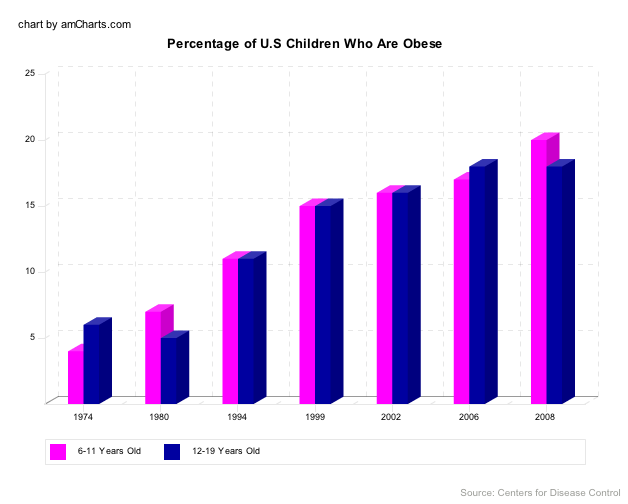 chart by amCharts.com
Percentage of U.S Children Who Are Obese
25
20
15
10
5
1974 1980 1994 1999 2002 2006 2008
6-11 Years Old 12-19 Years Old
Source: Centers for Disease Control